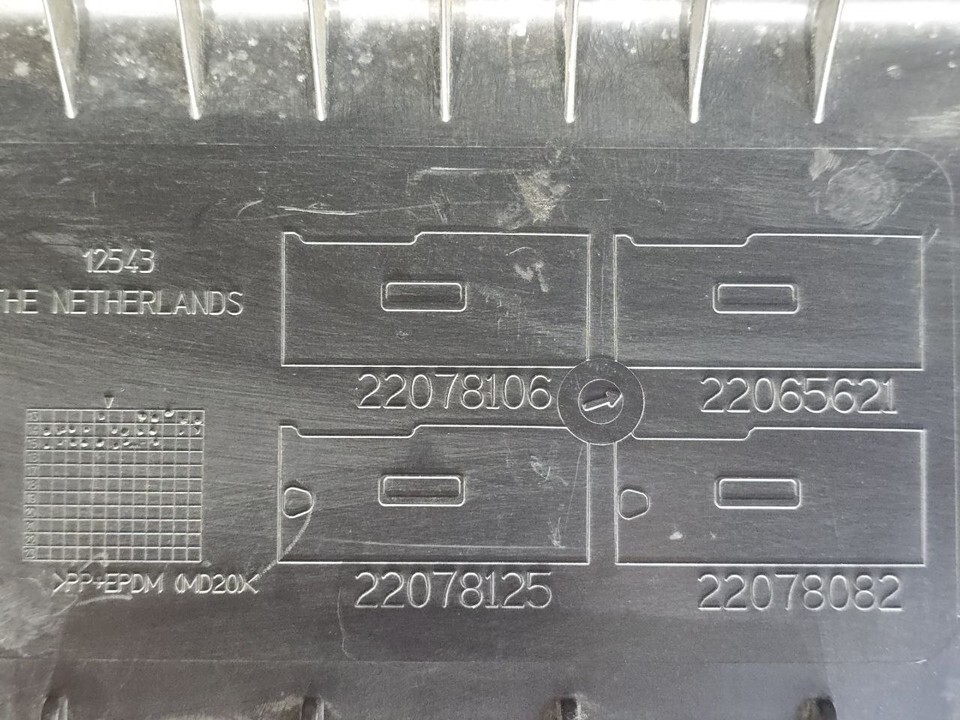 12543
THE NETHERLANDS
22078106
22065621
>PP+EPDM (MD20)<
22078125
22078082